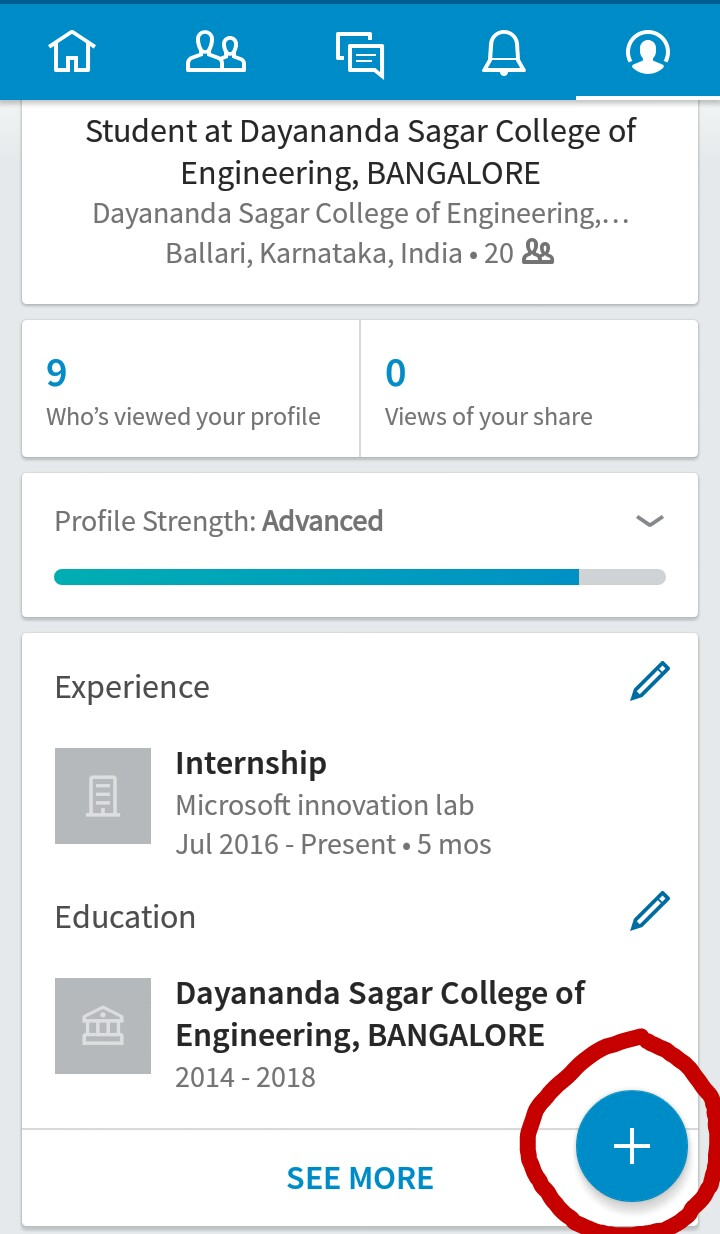 Student at Dayananda Sagar College of
Engineering, BANGALORE
Dayananda Sagar College of Engineering,...
Ballari, Karnataka, India • 20
9
Who's viewed your profile
0
Views of your share
Profile Strength: Advanced
Experience
Internship
Microsoft innovation lab
Jul 2016 - Present • 5 mos
Education
Dayananda Sagar College of
Engineering, BANGALORE
2014 - 2018
SEE MORE